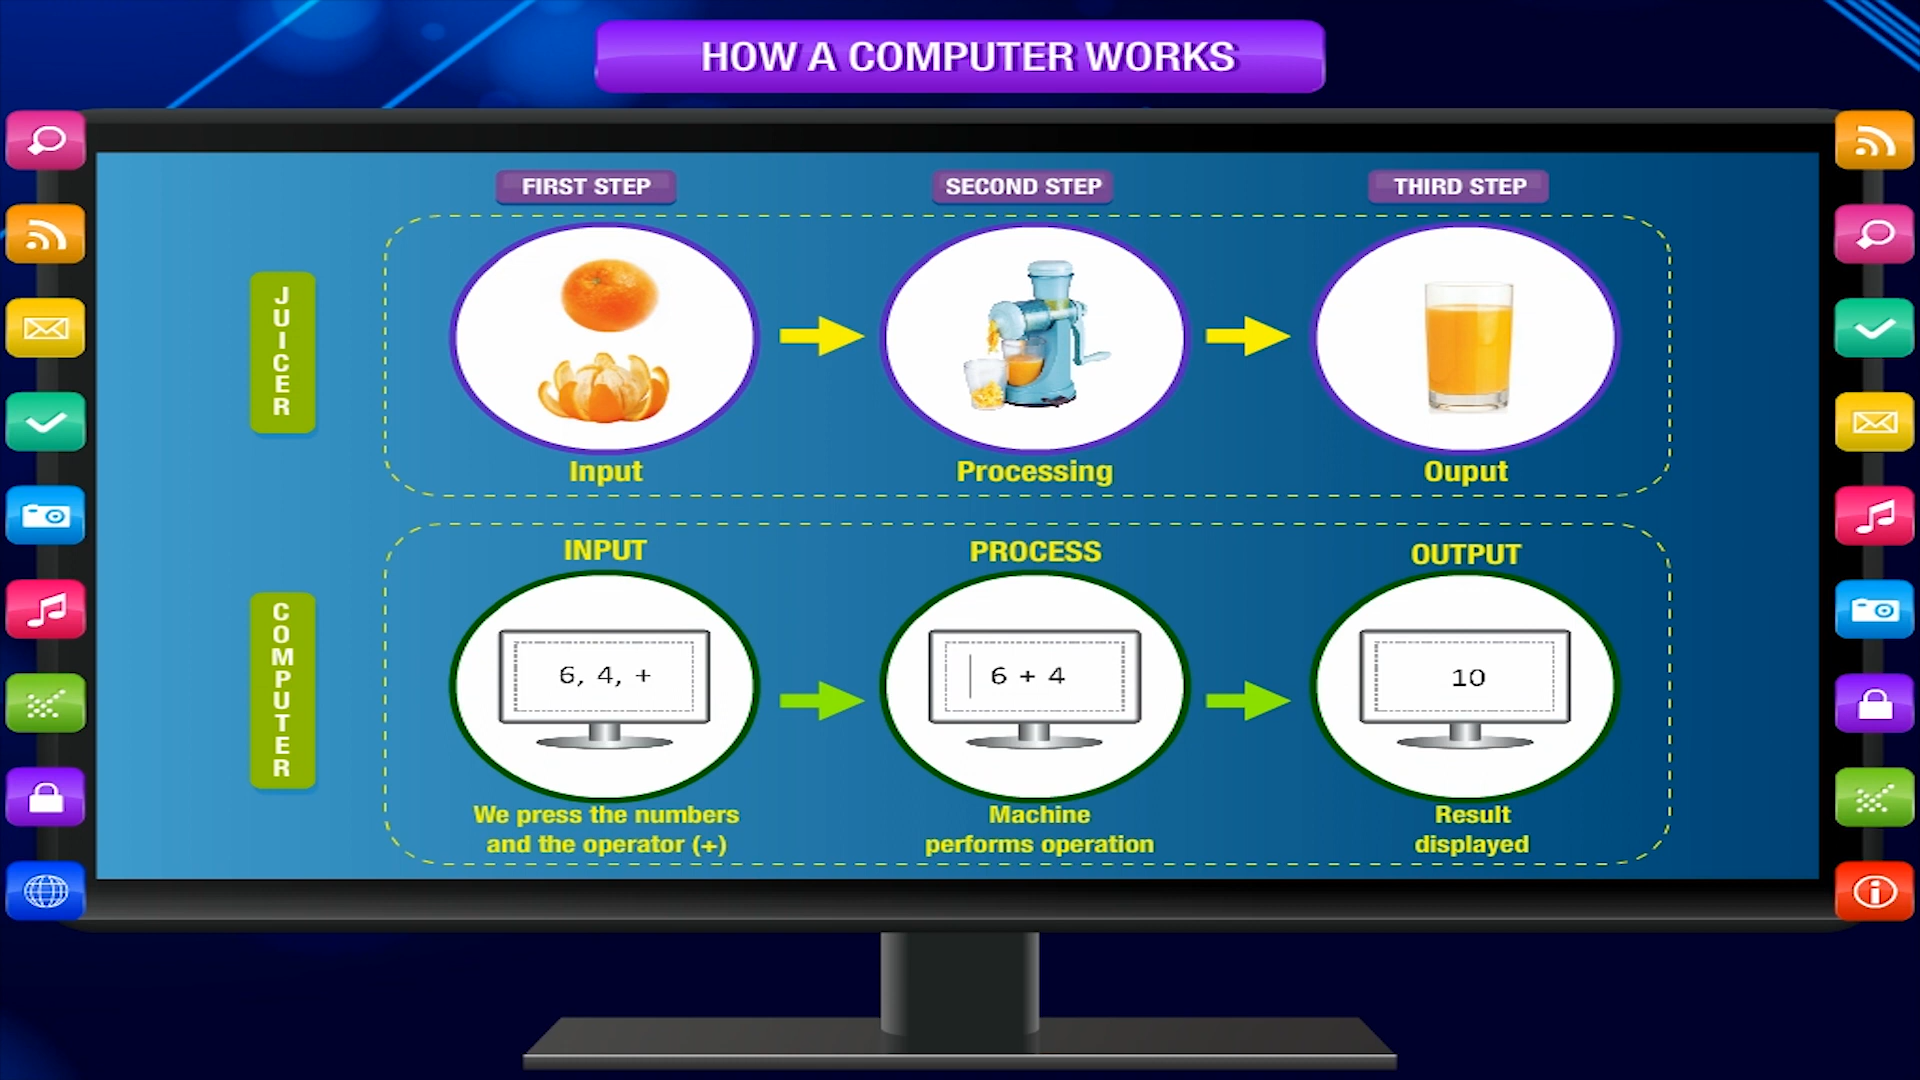 HOW A COMPUTER WORKS
FIRST STEP
SECOND STEP
THIRD STEP
JUICER
Input
Processing
Ouput
COMPUTER
INPUT
PROCESS
OUTPUT
6, 4, +
6 + 4
10
We press the numbers
and the operator (+)
Machine
performs operation
Result
displayed